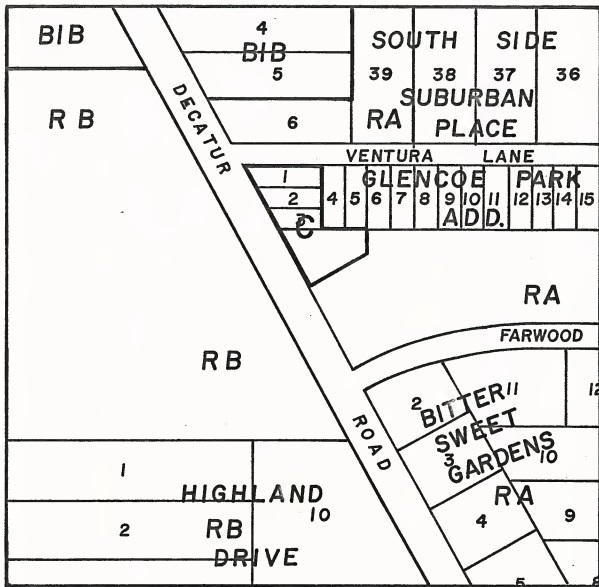 BIB
4
BIB
5
6
SOUTH SIDE
39 38 37 36
SUBURBAN
RA PLACE
RB
DECATUR
VENTURA LANE
GLENCOE PARK
1
2
3
C
4 5 6 7 8 9 10 11 12 13 14 15
ADD.
RA
FARWOOD
RB
ROAD
2 11 12
BITTER
SWEET
3 10
GARDENS
RA
4 9
5
1
HIGHLAND
10
2
RB
DRIVE